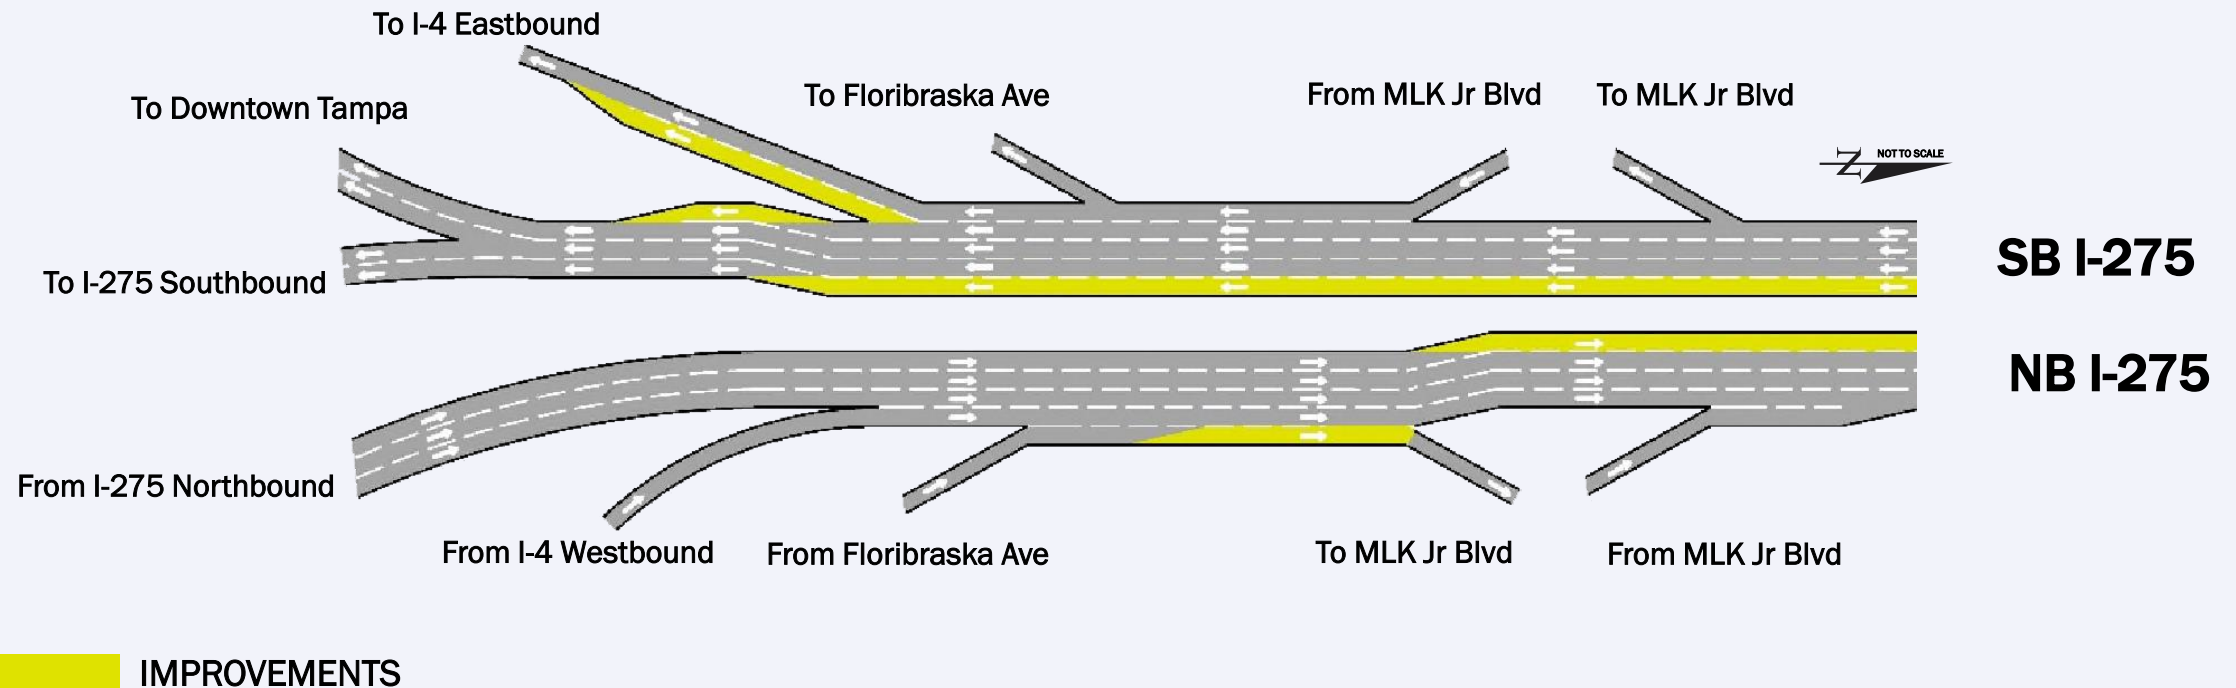 To I-4 Eastbound
To Downtown Tampa
To Floribraska Ave
From MLK Jr Blvd
To MLK Jr Blvd
Z
NOT TO SCALE
SB I-275
To I-275 Southbound
NB I-275
From I-275 Northbound
From I-4 Westbound
From Floribraska Ave
To MLK Jr Blvd
From MLK Jr Blvd
IMPROVEMENTS